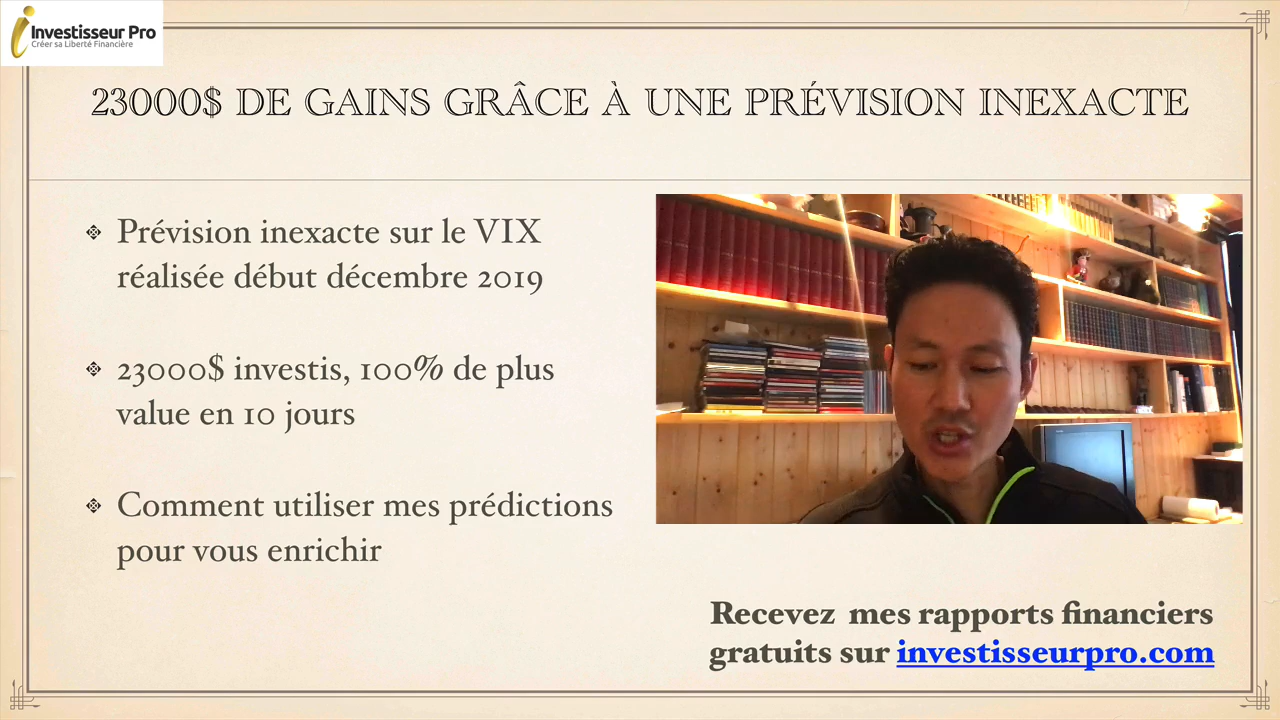 Investisseur Pro
Créer sa Liberté Financière
23000$ DE GAINS GRÂCE À UNE PRÉVISION INEXACTE
Prévision inexacte sur le VIX
réalisée début décembre 2019
23000$ investis, 100% de plus
value en 10 jours
Comment utiliser mes prédictions
pour vous enrichir
Recevez mes rapports financiers
gratuits sur investisseurpro.com